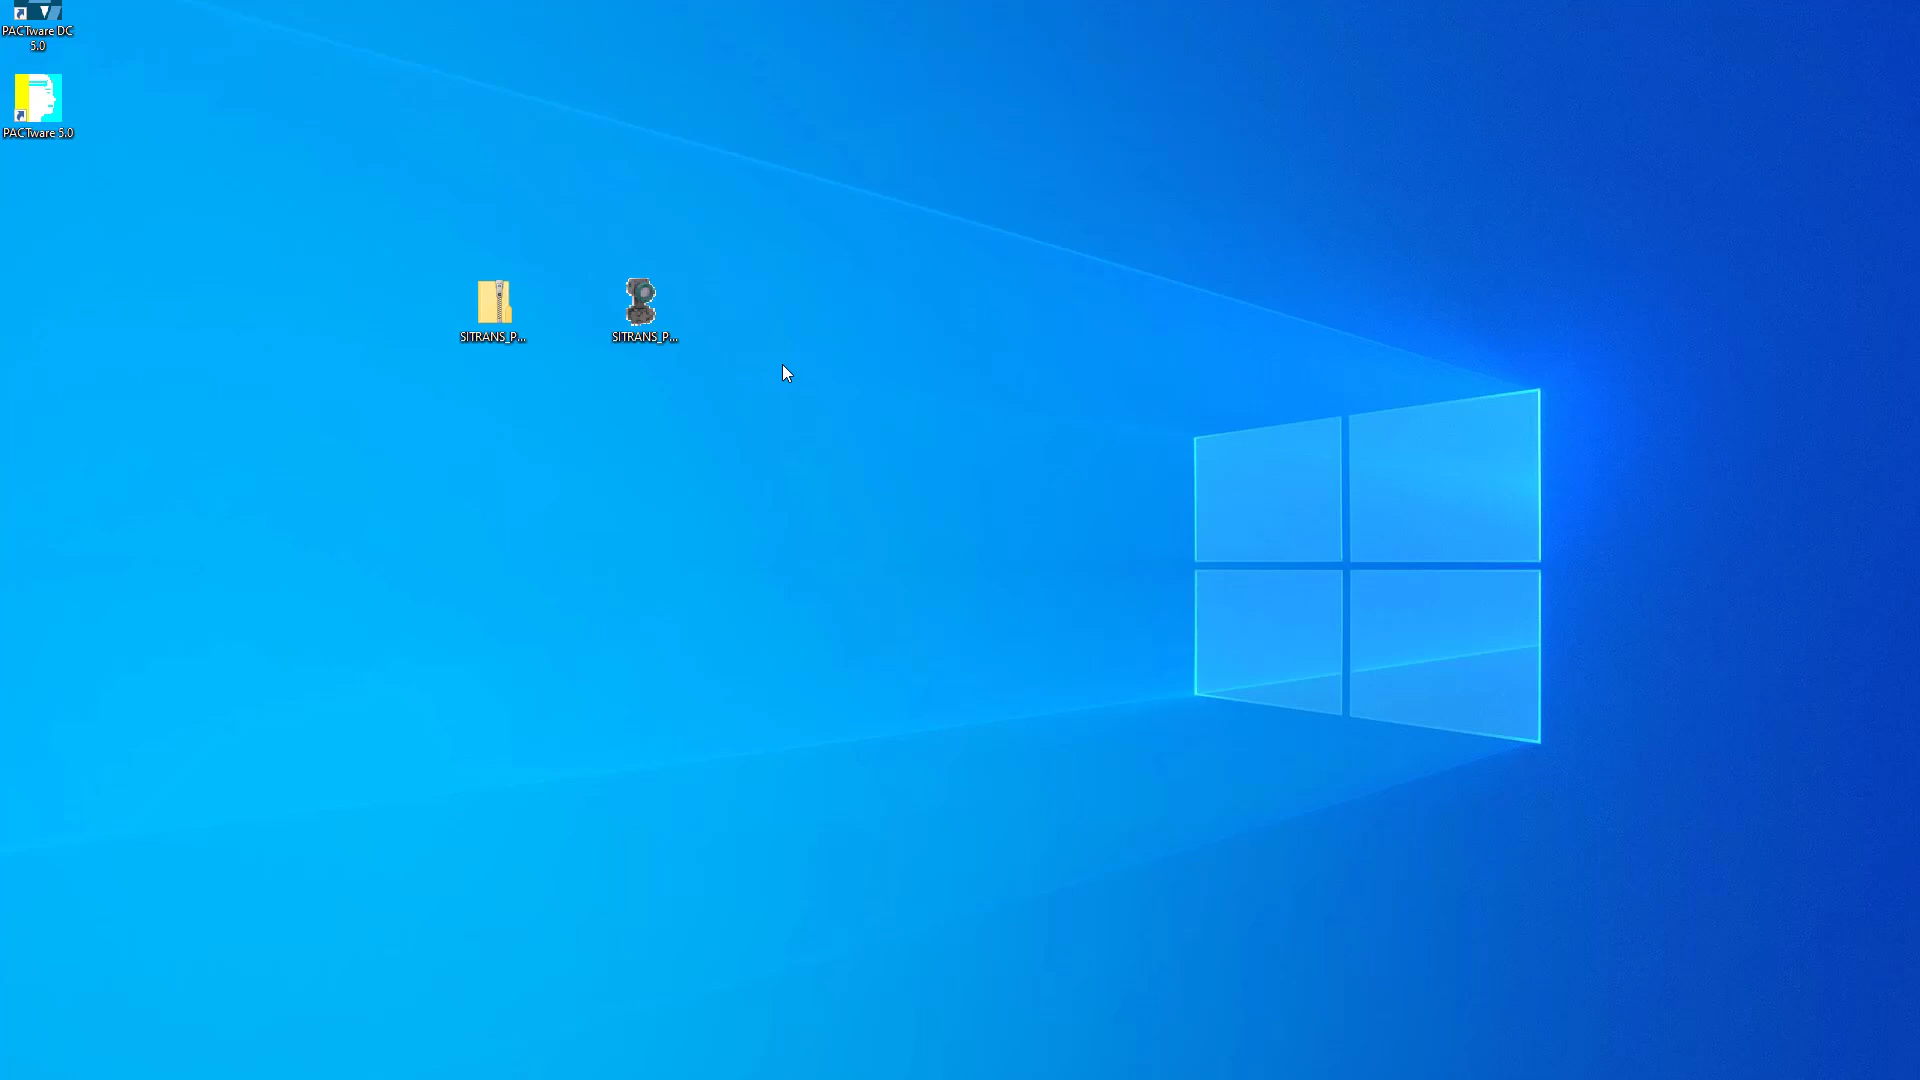 PACTware DC
5.0
PACTware 5.0
SITRANS_P...
SITRANS_P...